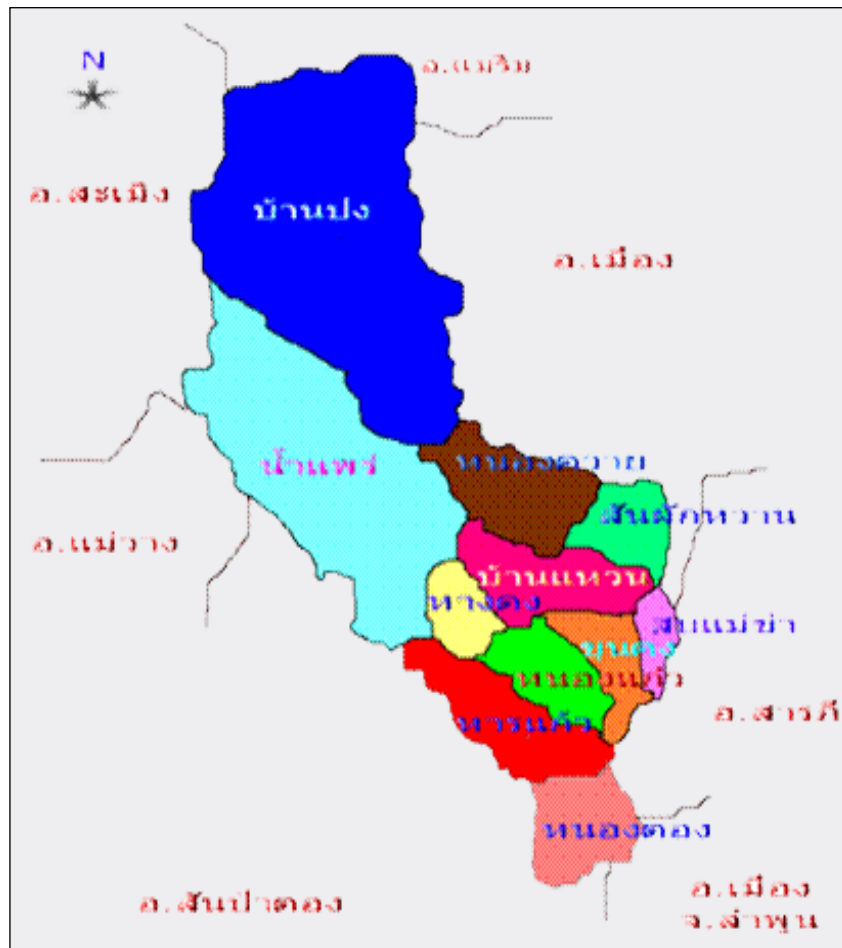 N
อ.แม่ริม
อ.สะเมิง
บ้านปง
อ.เมือง
น้ำแพร่
หนองควาย
สันผักหวาน
อ.แม่วาง
บ้านแหวน
หางดง
สบแม่ข่า
ขุนคง
หนองแก๋ว
อ.สารภี
หารแก้ว
หนองตอง
อ.สันป่าตอง
อ.เมือง
จ.ลำพูน